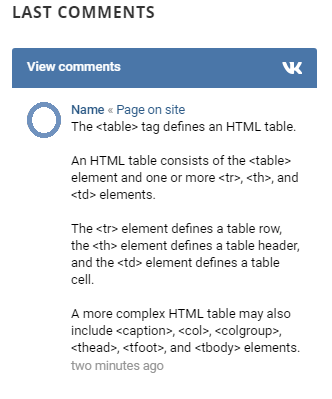 LAST COMMENTS
View comments
Name « Page on site
The <table> tag defines an HTML table.
An HTML table consists of the <table>
element and one or more <tr>, <th>, and
<td> elements.
The <tr> element defines a table row,
the <th> element defines a table header,
and the <td> element defines a table
cell.
A more complex HTML table may also
include <caption>, <col>, <colgroup>,
<thead>, <tfoot>, and <tbody> elements.
two minutes ago